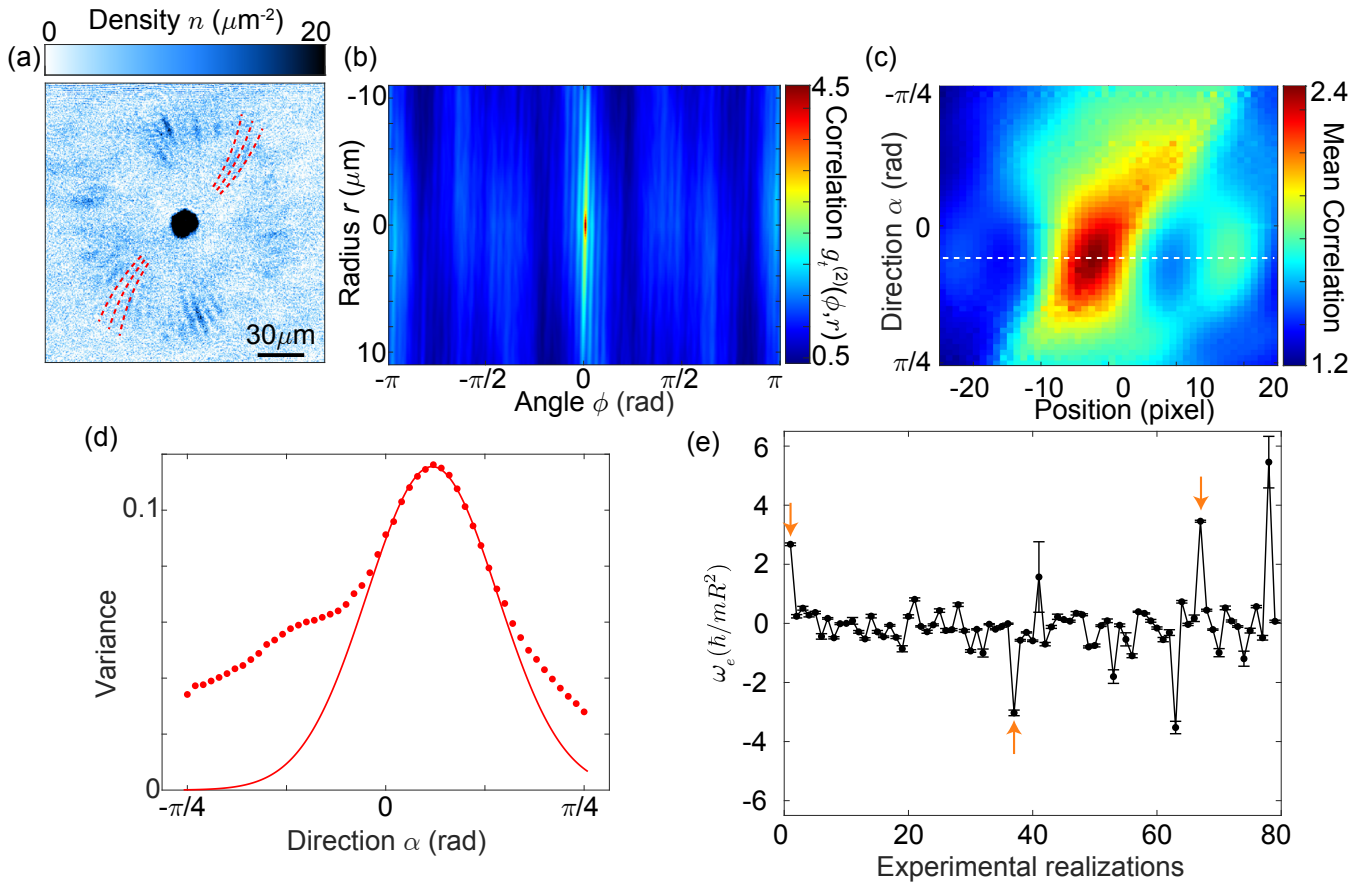 Density n (μm⁻²)
0
20
(a)
30μm
(b)
-10
0
10
Radius r (μm)
-π
-π/2
0
π/2
π
Angle ϕ (rad)
4.5
0.5
Correlation g_t⁽²⁾(ϕ,r)
(c)
-π/4
0
π/4
Direction α (rad)
-20
-10
0
10
20
Position (pixel)
2.4
1.2
Mean Correlation
(d)
0.1
0
Variance
-π/4
0
π/4
Direction α (rad)
(e)
6
4
2
0
-2
-4
-6
ω_e(ℏ/mR²)
0
20
40
60
80
Experimental realizations